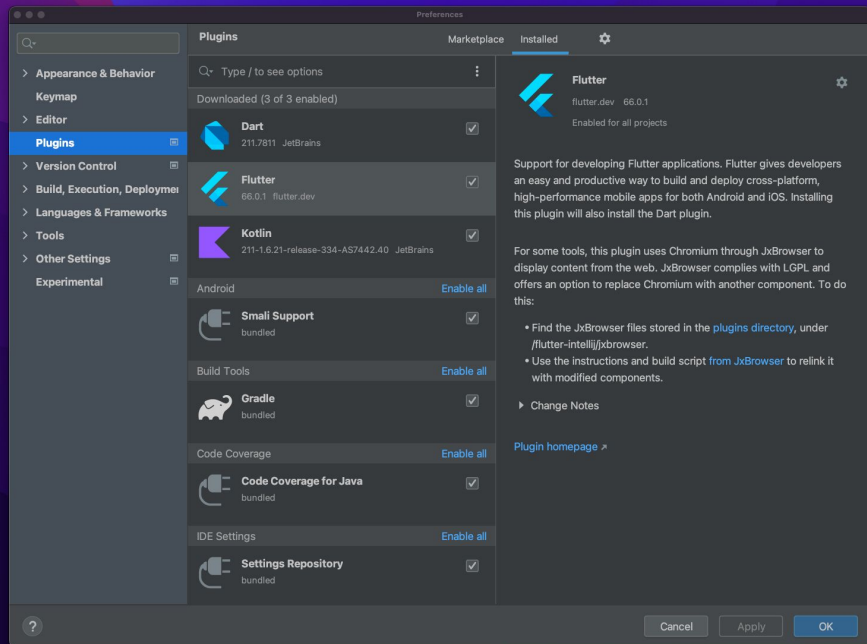 Preferences
Appearance & Behavior
Keymap
Editor
Plugins
Version Control
Build, Execution, Deploymen
Languages & Frameworks
Tools
Other Settings
Experimental
Plugins
Marketplace
Installed
Type / to see options
Downloaded (3 of 3 enabled)
Dart
211.7811 JetBrains
Flutter
66.0.1 flutter.dev
Kotlin
211-1.6.21-release-334-AS7442.40 JetBrains
Android Enable all
Smali Support
bundled
Build Tools Enable all
Gradle
bundled
Code Coverage Enable all
Code Coverage for Java
bundled
IDE Settings Enable all
Settings Repository
bundled
Flutter
flutter.dev 66.0.1
Enabled for all projects
Support for developing Flutter applications. Flutter gives developers
an easy and productive way to build and deploy cross-platform,
high-performance mobile apps for both Android and iOS. Installing
this plugin will also install the Dart plugin.
For some tools, this plugin uses Chromium through JxBrowser to
display content from the web. JxBrowser complies with LGPL and
offers an option to replace Chromium with another component. To do
this:
• Find the JxBrowser files stored in the plugins directory, under
/flutter-intellij/jxbrowser.
• Use the instructions and build script from JxBrowser to relink it
with modified components.
Change Notes
Plugin homepage
?
Cancel
Apply
OK